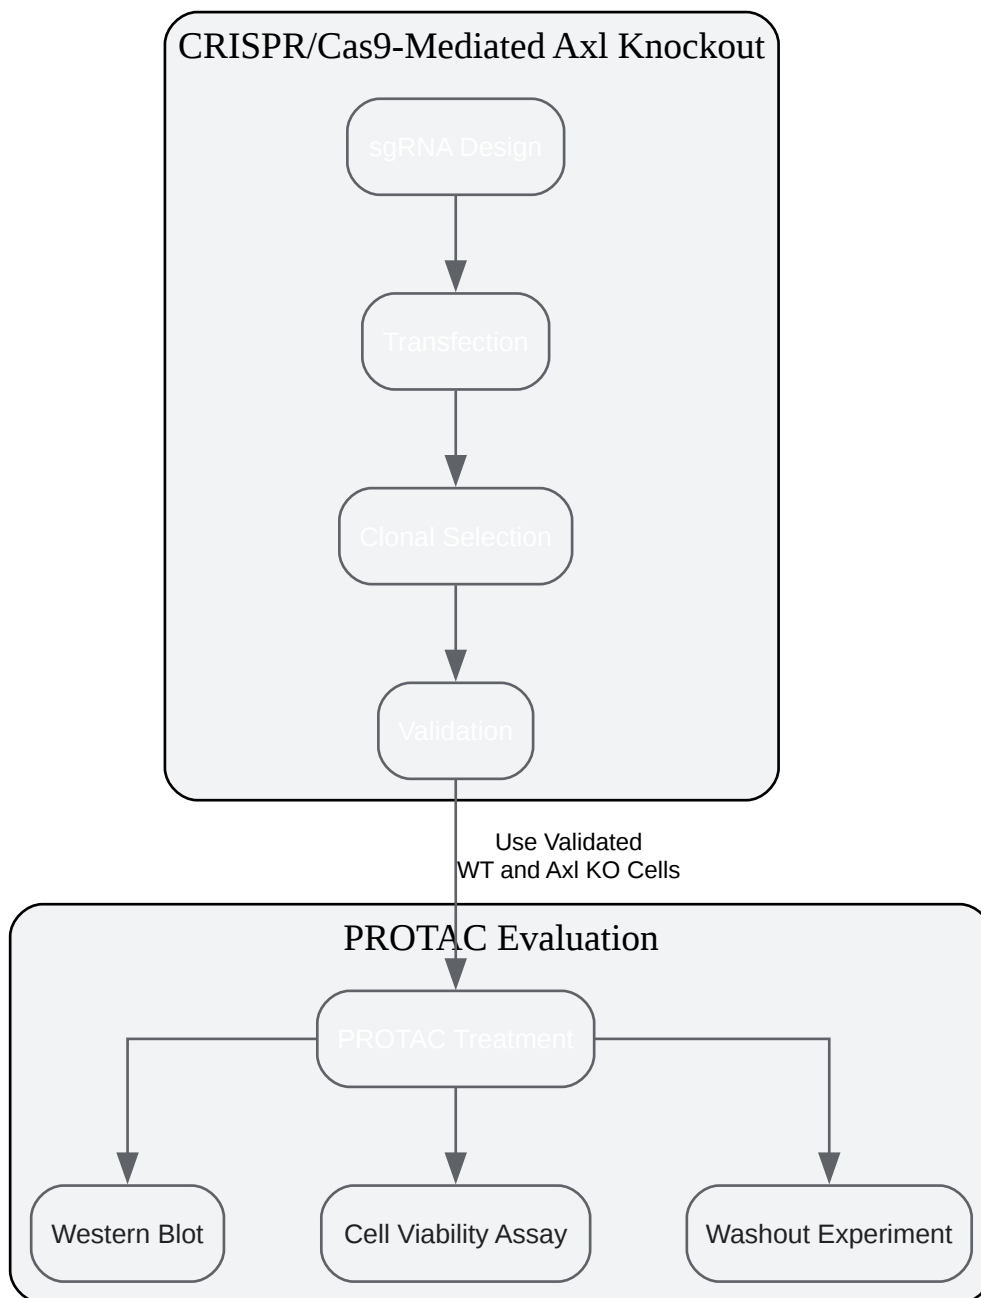 CRISPR/Cas9-Mediated Axl Knockout
sgRNA Design
Transfection
Clonal Selection
Validation
Use Validated
WT and Axl KO Cells
PROTAC Evaluation
PROTAC Treatment
Western Blot
Cell Viability Assay
Washout Experiment